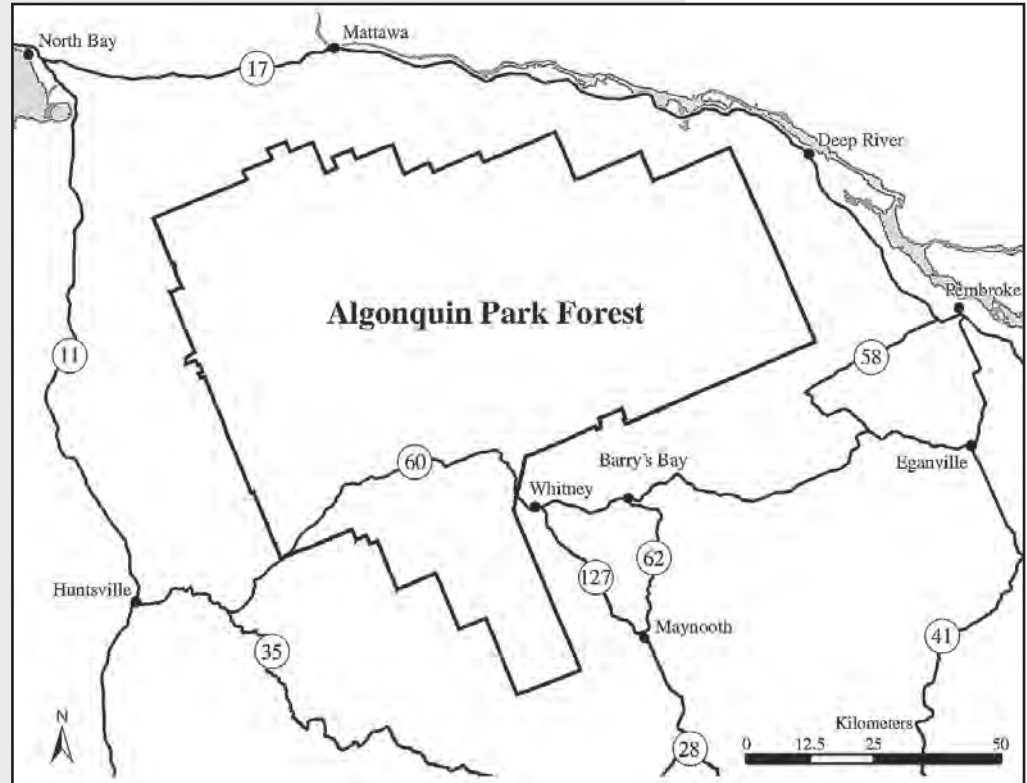 North Bay
Mattawa
17
Deep River
Algonquin Park Forest
Pembroke
11
58
60
Barry's Bay
Eganville
Whitney
62
127
Huntsville
Maynooth
35
41
N
Kilometers
28
0 12.5 25 50